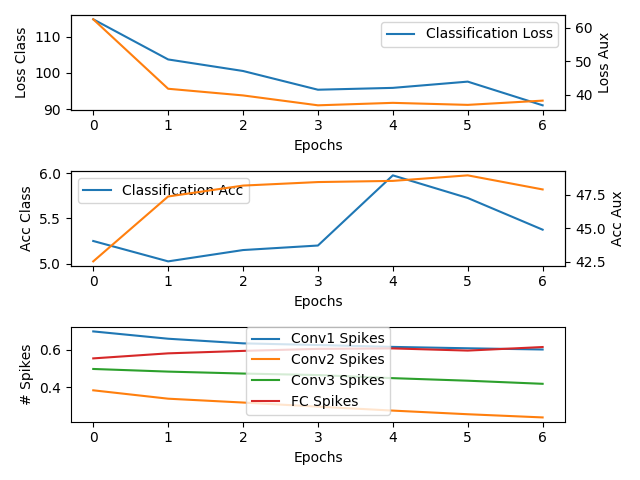 Classification Loss
110
100
90
Loss Class
60
50
40
Loss Aux
0 1 2 3 4 5 6
Epochs
Classification Acc
6.0
5.5
5.0
Acc Class
47.5
45.0
42.5
Acc Aux
0 1 2 3 4 5 6
Epochs
Conv1 Spikes
Conv2 Spikes
Conv3 Spikes
FC Spikes
0.6
0.4
# Spikes
0 1 2 3 4 5 6
Epochs